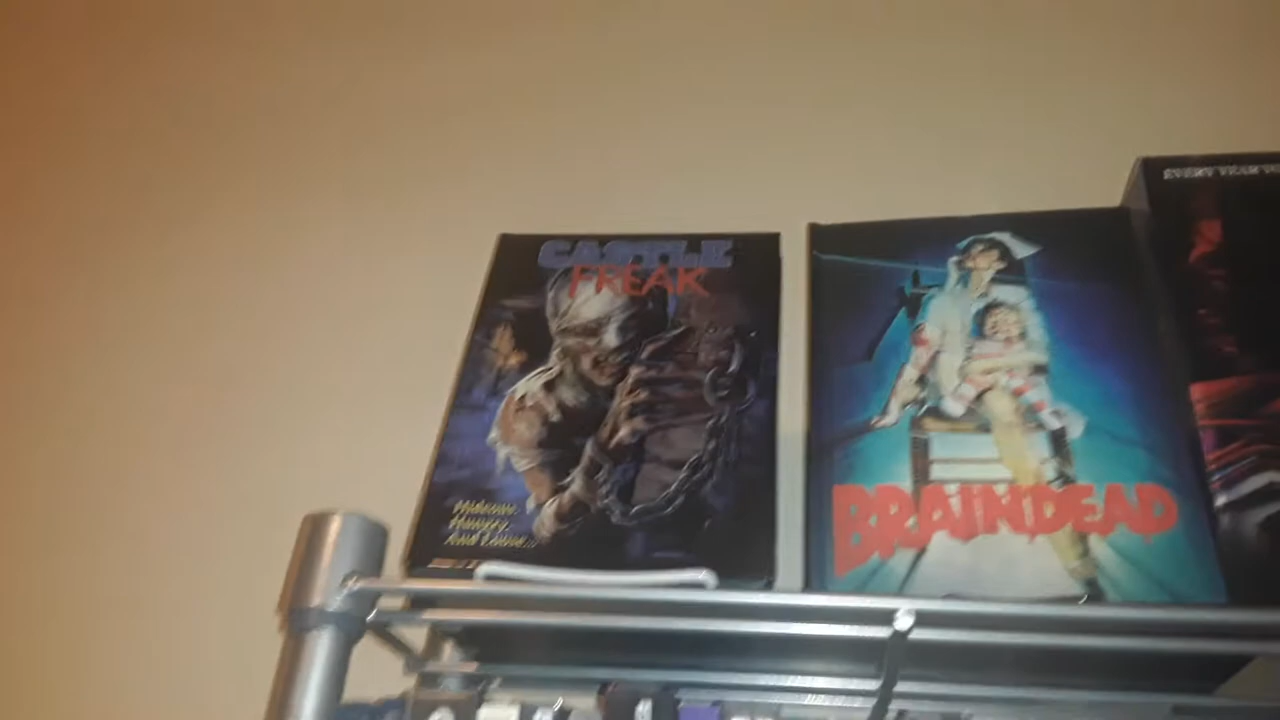 CASTLE
FREAK
Hideous.
Hungry.
And Loose...
BRAINDEAD
EVERY YEAR